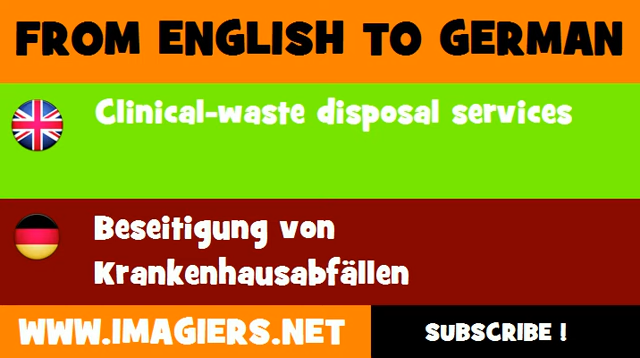 FROM ENGLISH TO GERMAN
Clinical-waste disposal services
Beseitigung von
Krankenhausabfällen
WWW.IMAGIERS.NET
SUBSCRIBE !